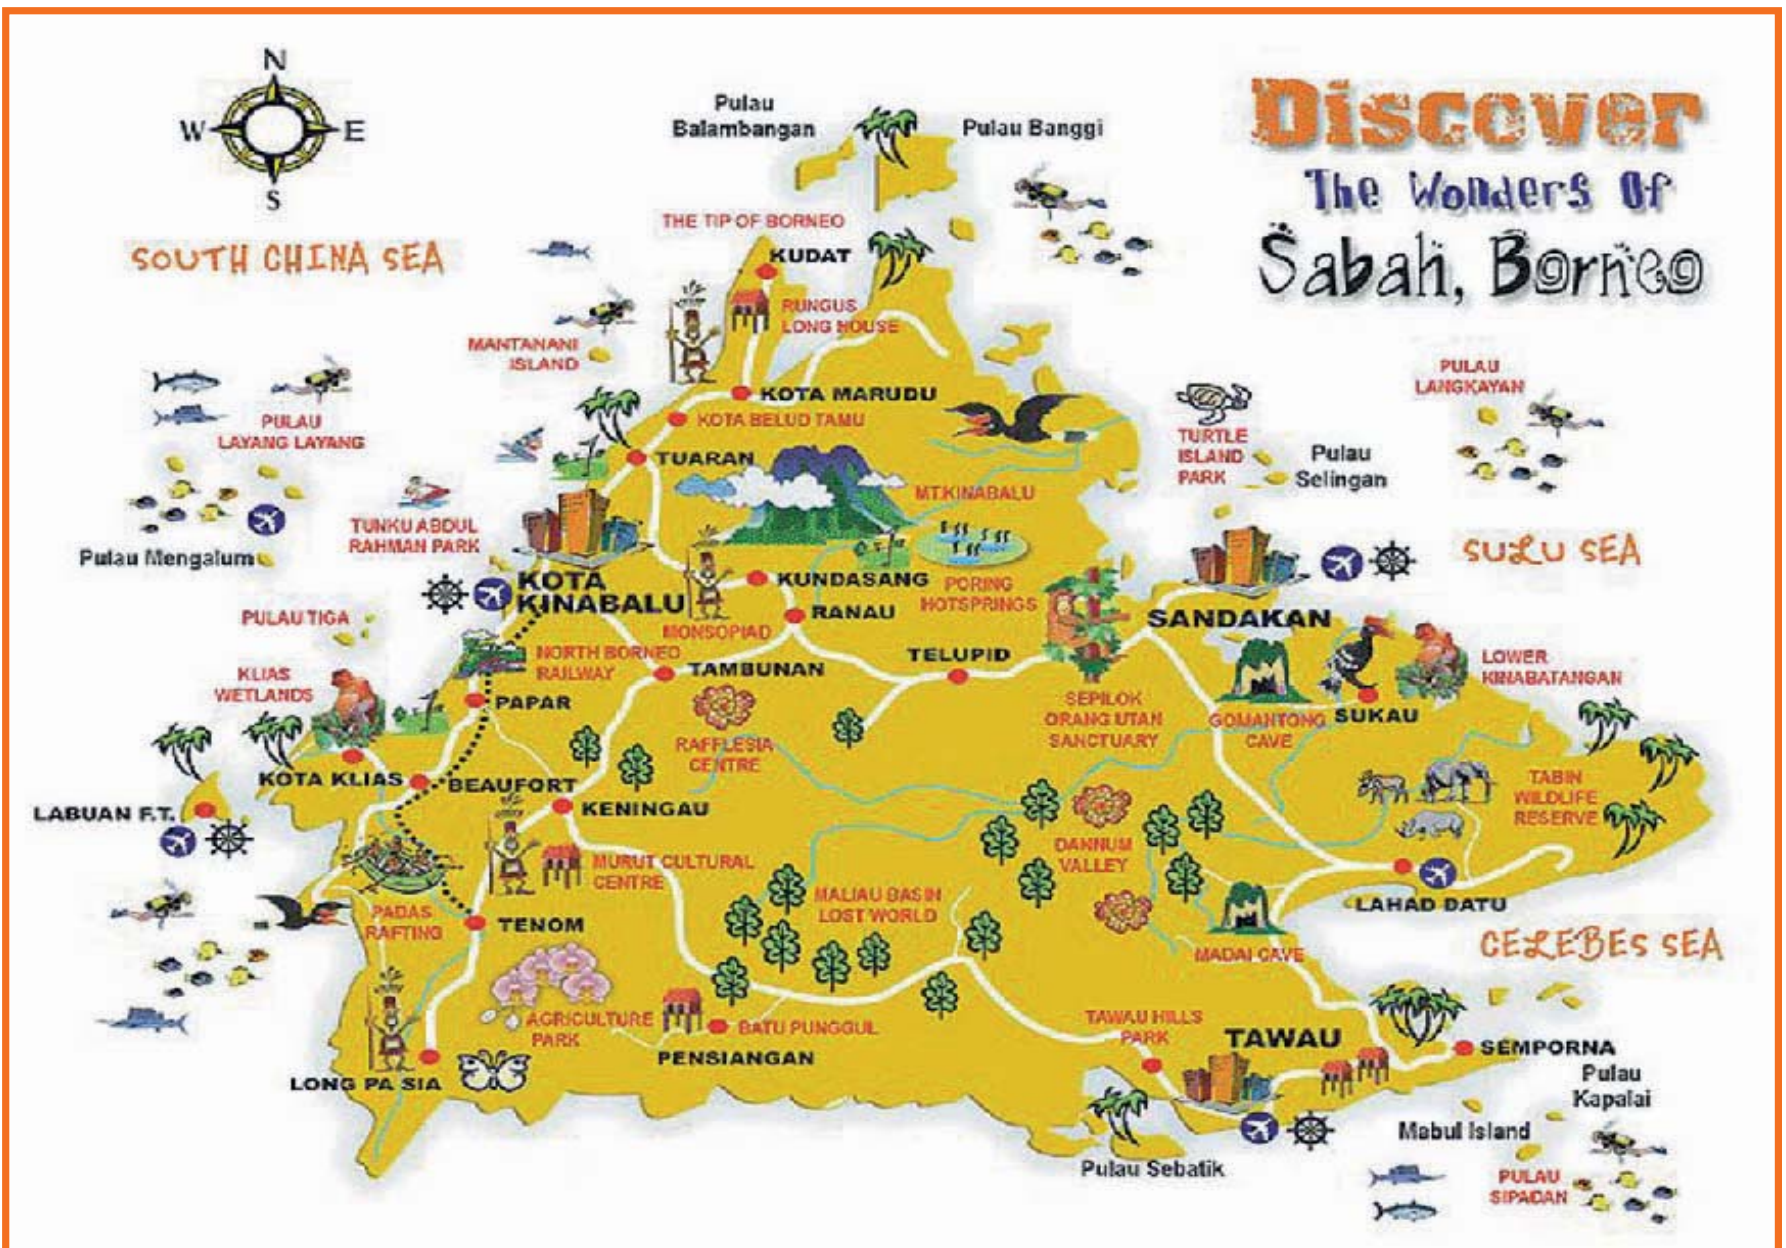 N
W
E
S
Discover
The Wonders Of
Sabah, Borneo
SOUTH CHINA SEA
Pulau
Balambangan
Pulau Banggi
THE TIP OF BORNEO
KUDAT
RUNGUS
LONG HOUSE
MANTANANI
ISLAND
KOTA MARUDU
KOTA BELUD TAMU
PULAU
LAYANG LAYANG
TUARAN
PULAU
LANGKAYAN
TURTLE
ISLAND
PARK
Pulau
Selingan
MT.KINABALU
TUNKU ABDUL
RAHMAN PARK
Pulau Mengalum
SULU SEA
KOTA
KINABALU
KUNDASANG
PORING
HOTSPRINGS
RANAU
MONSOPIAD
SANDAKAN
PULAU TIGA
NORTH BORNEO
RAILWAY
TAMBUNAN
TELUPID
KLIAS
WETLANDS
PAPAR
LOWER
KINABATANGAN
SEPILOK
ORANG UTAN
SANCTUARY
GOMANTONG
CAVE
SUKAU
RAFFLESIA
CENTRE
KOTA KLIAS
BEAUFORT
KENINGAU
LABUAN F.T.
TABIN
WILDLIFE
RESERVE
DANNUM
VALLEY
MURUT CULTURAL
CENTRE
MALIAU BASIN
LOST WORLD
LAHAD DATU
PADAS
RAFTING
TENOM
MADAI CAVE
CELEBES SEA
AGRICULTURE
PARK
BATU PUNGGUL
PENSIANGAN
TAWAU HILLS
PARK
TAWAU
SEMPORNA
LONG PA SIA
Pulau
Kapalai
Mabul Island
Pulau Sebatik
PULAU
SIPADAN